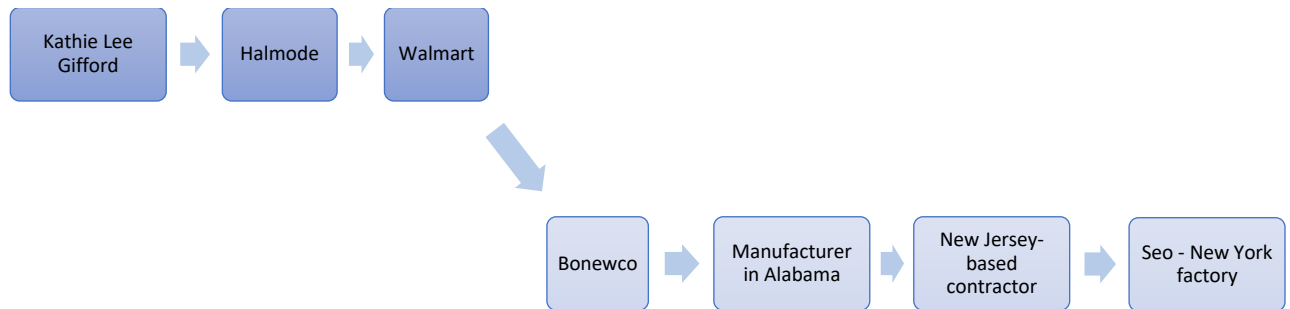 Kathie Lee
Gifford
Halmode
Walmart
Bonewco
Manufacturer
in Alabama
New Jersey-
based
contractor
Seo - New York
factory